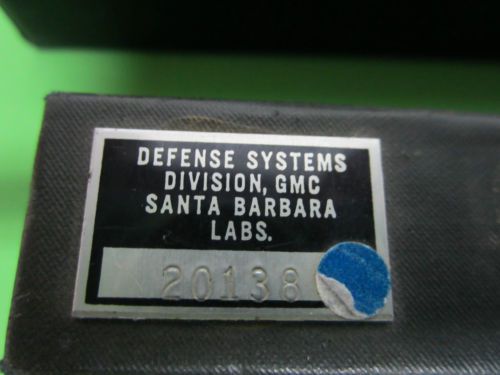 DEFENSE SYSTEMS
DIVISION, GMC
SANTA BARBARA
LABS.
20138